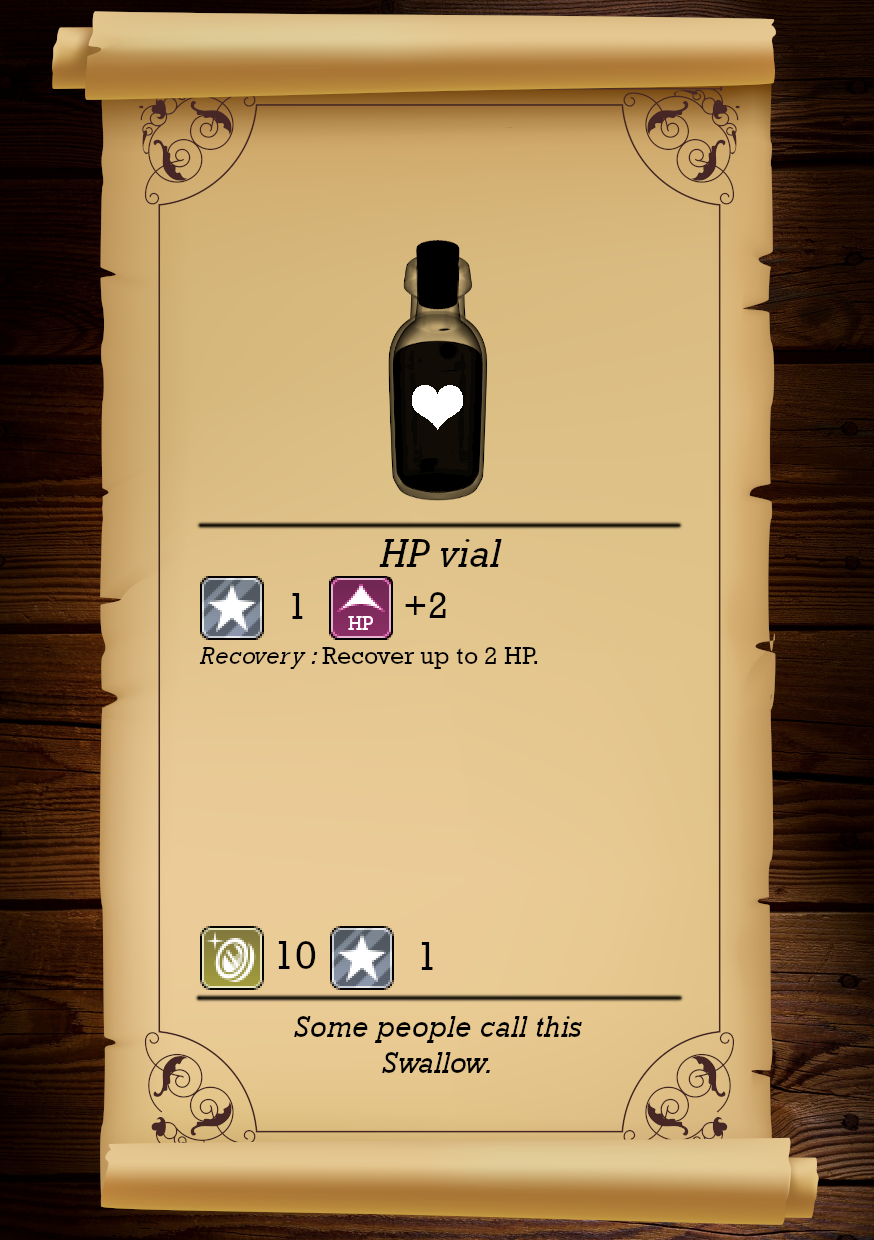 HP vial
1 HP +2
Recovery : Recover up to 2 HP.
10 1
Some people call this
Swallow.